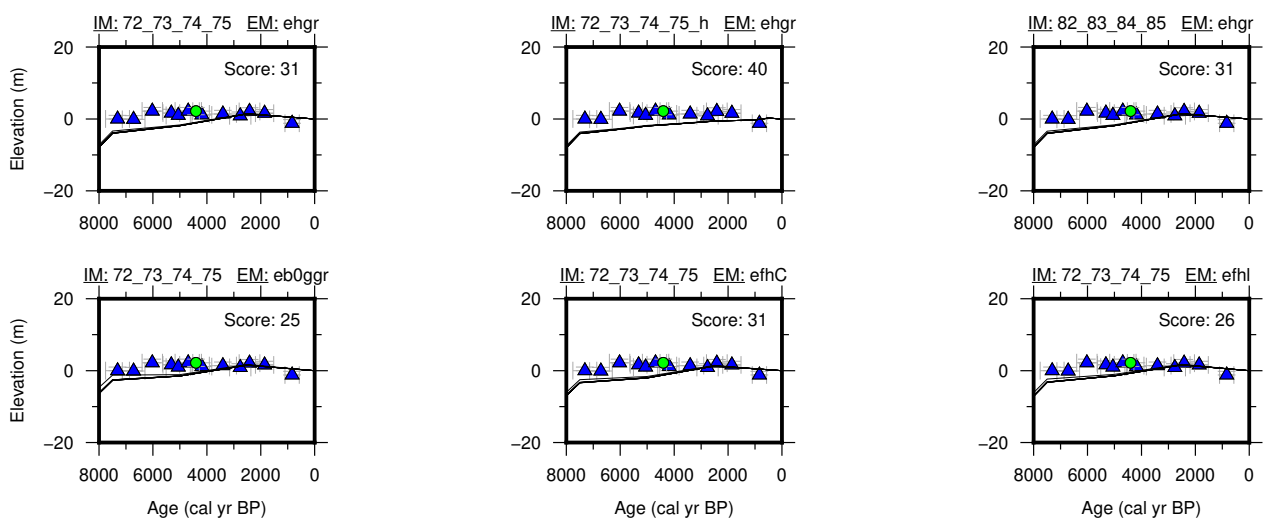 IM: 72_73_74_75 EM: ehgr
IM: 72_73_74_75_h EM: ehgr
IM: 82_83_84_85 EM: ehgr
20
0
−20
Elevation (m)
Score: 31
8000 6000 4000 2000 0
20
0
−20
Score: 40
8000 6000 4000 2000 0
20
0
−20
Score: 31
8000 6000 4000 2000 0
IM: 72_73_74_75 EM: eb0ggr
IM: 72_73_74_75 EM: efhC
IM: 72_73_74_75 EM: efhl
20
0
−20
Elevation (m)
Score: 25
8000 6000 4000 2000 0
Age (cal yr BP)
20
0
−20
Score: 31
8000 6000 4000 2000 0
Age (cal yr BP)
20
0
−20
Score: 26
8000 6000 4000 2000 0
Age (cal yr BP)